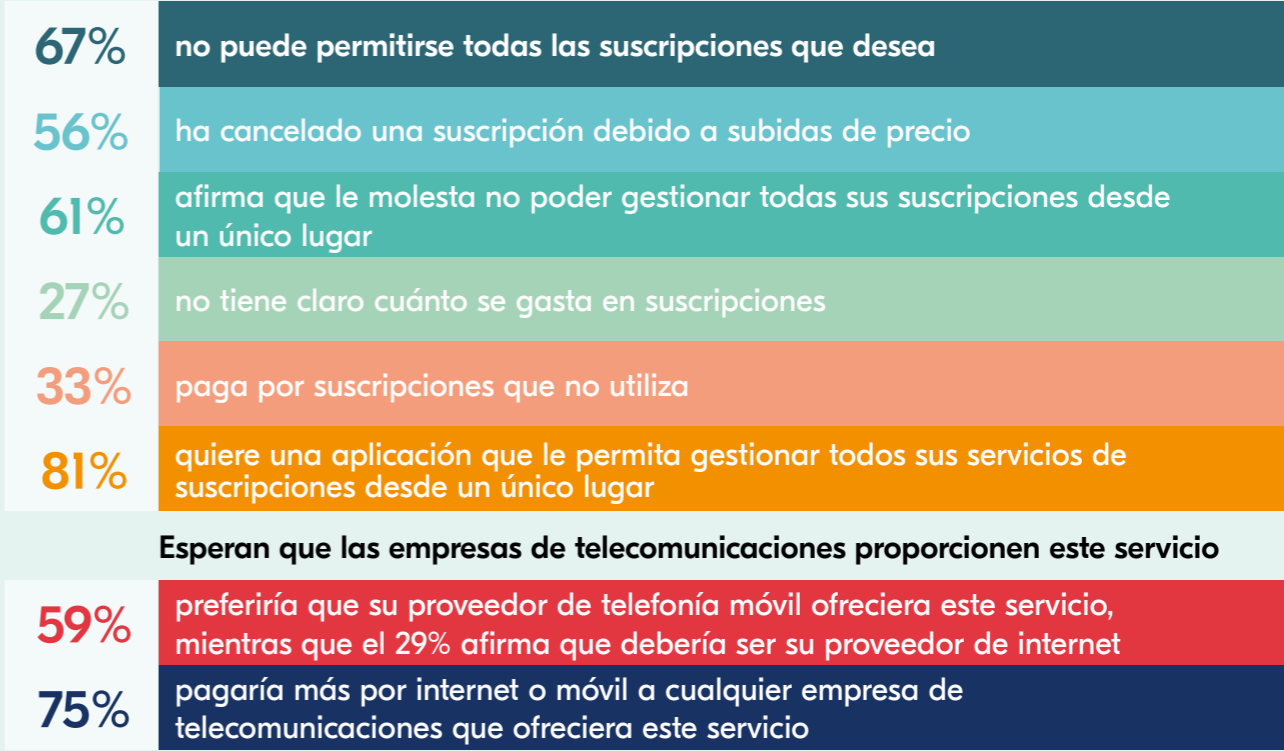 67% no puede permitirse todas las suscripciones que desea
56% ha cancelado una suscripción debido a subidas de precio
61% afirma que le molesta no poder gestionar todas sus suscripciones desde
un único lugar
27% no tiene claro cuánto se gasta en suscripciones
33% paga por suscripciones que no utiliza
81% quiere una aplicación que le permita gestionar todos sus servicios de
suscripciones desde un único lugar
Esperan que las empresas de telecomunicaciones proporcionen este servicio
59% preferiría que su proveedor de telefonía móvil ofreciera este servicio,
mientras que el 29% afirma que debería ser su proveedor de internet
75% pagaría más por internet o móvil a cualquier empresa de
telecomunicaciones que ofreciera este servicio